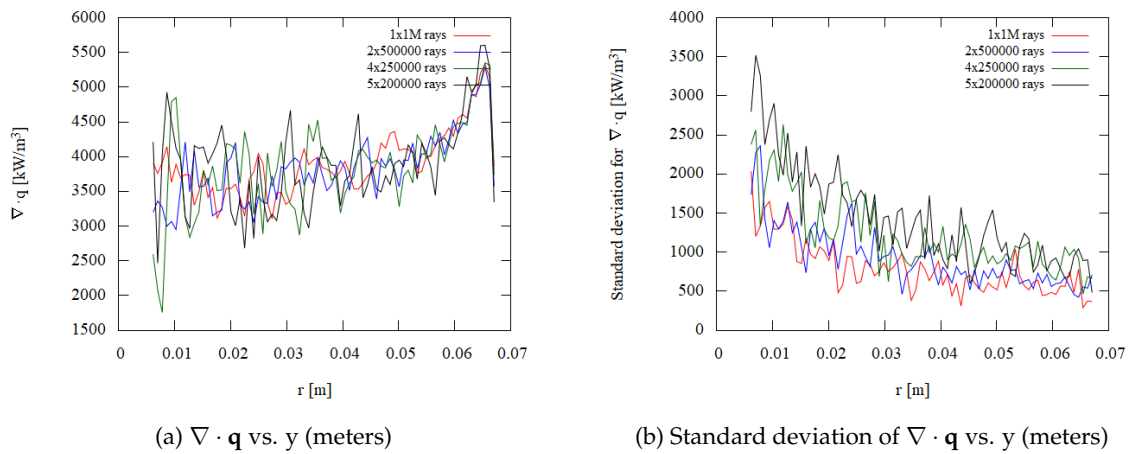 6000
5500
5000
4500
4000
3500
3000
2500
2000
1500
∇·q [kW/m³]
1x1M rays
2x500000 rays
4x250000 rays
5x200000 rays
0 0.01 0.02 0.03 0.04 0.05 0.06 0.07
r [m]
(a) ∇ · q vs. y (meters)
4000
3500
3000
2500
2000
1500
1000
500
0
Standard deviation for ∇·q [kW/m³]
1x1M rays
2x500000 rays
4x250000 rays
5x200000 rays
0 0.01 0.02 0.03 0.04 0.05 0.06 0.07
r [m]
(b) Standard deviation of ∇ · q vs. y (meters)